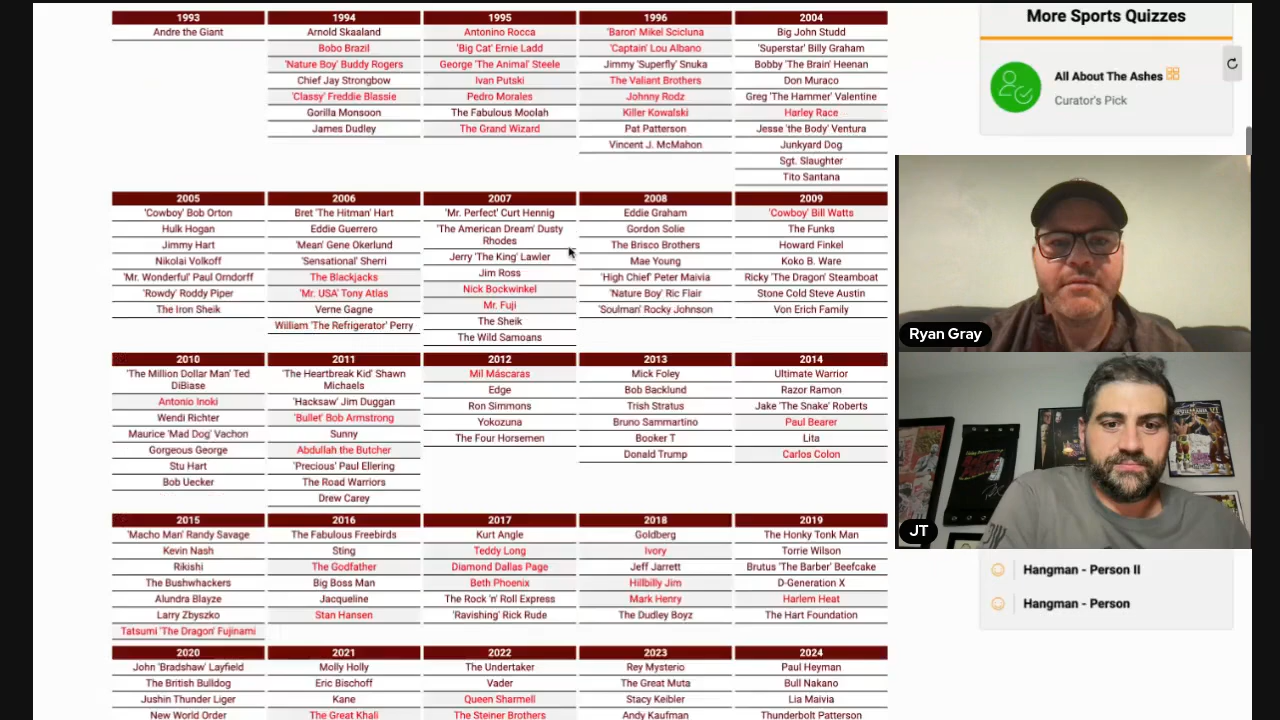 1993
Andre the Giant
1994
Arnold Skaaland
Bobo Brazil
'Nature Boy' Buddy Rogers
Chief Jay Strongbow
'Classy' Freddie Blassie
Gorilla Monsoon
James Dudley
1995
Antonino Rocca
'Big Cat' Ernie Ladd
George 'The Animal' Steele
Ivan Putski
Pedro Morales
The Fabulous Moolah
The Grand Wizard
1996
'Baron' Mikel Scicluna
'Captain' Lou Albano
Jimmy 'Superfly' Snuka
The Valiant Brothers
Johnny Rodz
Killer Kowalski
Pat Patterson
Vincent J. McMahon
2004
Big John Studd
'Superstar' Billy Graham
Bobby 'The Brain' Heenan
Don Muraco
Greg 'The Hammer' Valentine
Harley Race
Jesse 'the Body' Ventura
Junkyard Dog
Sgt. Slaughter
Tito Santana
2005
'Cowboy' Bob Orton
Hulk Hogan
Jimmy Hart
Nikolai Volkoff
'Mr. Wonderful' Paul Orndorff
'Rowdy' Roddy Piper
The Iron Sheik
2006
Bret 'The Hitman' Hart
Eddie Guerrero
'Mean' Gene Okerlund
'Sensational' Sherri
The Blackjacks
'Mr. USA' Tony Atlas
Verne Gagne
William 'The Refrigerator' Perry
2007
'Mr. Perfect' Curt Hennig
'The American Dream' Dusty
Rhodes
Jerry 'The King' Lawler
Jim Ross
Nick Bockwinkel
Mr. Fuji
The Sheik
The Wild Samoans
2008
Eddie Graham
Gordon Solie
The Brisco Brothers
Mae Young
'High Chief' Peter Maivia
'Nature Boy' Ric Flair
'Soulman' Rocky Johnson
2009
'Cowboy' Bill Watts
The Funks
Howard Finkel
Koko B. Ware
Ricky 'The Dragon' Steamboat
Stone Cold Steve Austin
Von Erich Family
2010
'The Million Dollar Man' Ted
DiBiase
Antonio Inoki
Wendi Richter
Maurice 'Mad Dog' Vachon
Gorgeous George
Stu Hart
Bob Uecker
2011
'The Heartbreak Kid' Shawn
Michaels
'Hacksaw' Jim Duggan
'Bullet' Bob Armstrong
Sunny
Abdullah the Butcher
'Precious' Paul Ellering
The Road Warriors
Drew Carey
2012
Mil Máscaras
Edge
Ron Simmons
Yokozuna
The Four Horsemen
2013
Mick Foley
Bob Backlund
Trish Stratus
Bruno Sammartino
Booker T
Donald Trump
2014
Ultimate Warrior
Razor Ramon
Jake 'The Snake' Roberts
Paul Bearer
Lita
Carlos Colon
2015
'Macho Man' Randy Savage
Kevin Nash
Rikishi
The Bushwhackers
Alundra Blayze
Larry Zbyszko
Tatsumi 'The Dragon' Fujinami
2016
The Fabulous Freebirds
Sting
The Godfather
Big Boss Man
Jacqueline
Stan Hansen
2017
Kurt Angle
Teddy Long
Diamond Dallas Page
Beth Phoenix
The Rock 'n' Roll Express
'Ravishing' Rick Rude
2018
Goldberg
Ivory
Jeff Jarrett
Hillbilly Jim
Mark Henry
The Dudley Boyz
2019
The Honky Tonk Man
Torrie Wilson
Brutus 'The Barber' Beefcake
D-Generation X
Harlem Heat
The Hart Foundation
2020
John 'Bradshaw' Layfield
The British Bulldog
Jushin Thunder Liger
New World Order
2021
Molly Holly
Eric Bischoff
Kane
The Great Khali
2022
The Undertaker
Vader
Queen Sharmell
The Steiner Brothers
2023
Rey Mysterio
The Great Muta
Stacy Keibler
Andy Kaufman
2024
Paul Heyman
Bull Nakano
Lia Maivia
Thunderbolt Patterson
More Sports Quizzes
All About The Ashes
Curator's Pick
Ryan Gray
JT
Hangman - Person II
Hangman - Person